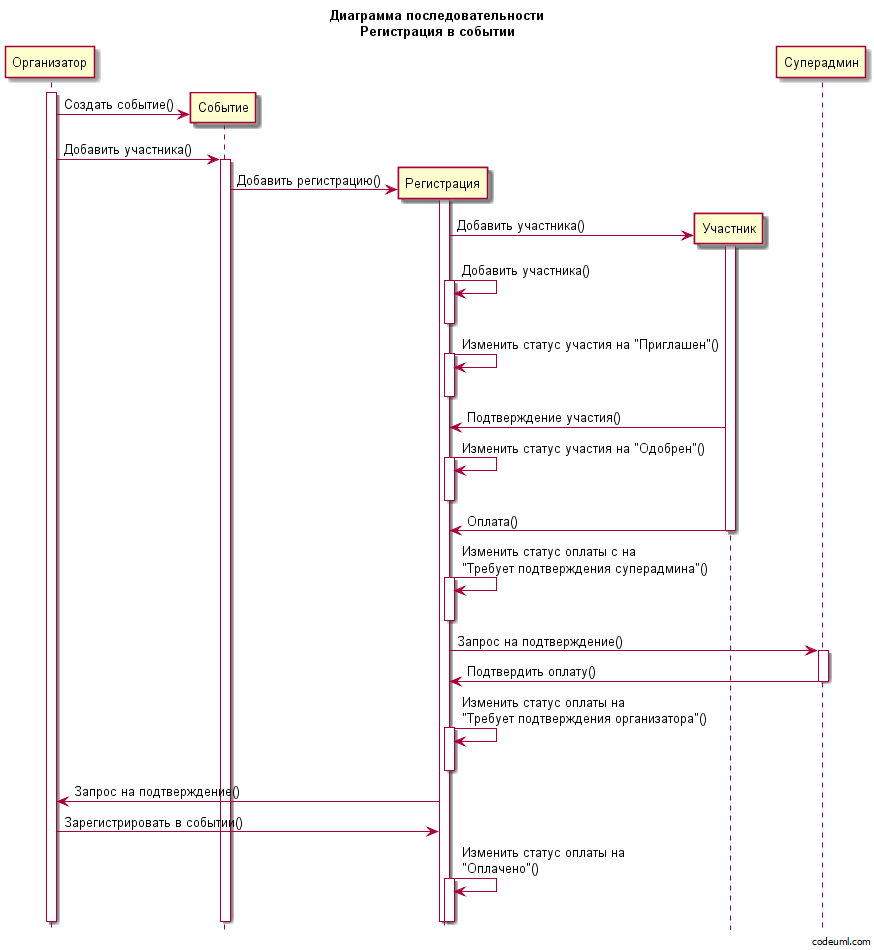 Диаграмма последовательности
Регистрация в событии
Организатор
Суперадмин
Создать событие()
Событие
Добавить участника()
Добавить регистрацию()
Регистрация
Добавить участника()
Участник
Добавить участника()
Изменить статус участия на "Приглашен"()
Подтверждение участия()
Изменить статус участия на "Одобрен"()
Оплата()
Изменить статус оплаты с на
"Требует подтверждения суперадмина"()
Запрос на подтверждение()
Подтвердить оплату()
Изменить статус оплаты на
"Требует подтверждения организатора"()
Запрос на подтверждение()
Зарегистрировать в событии()
Изменить статус оплаты на
"Оплачено"()
codeuml.com